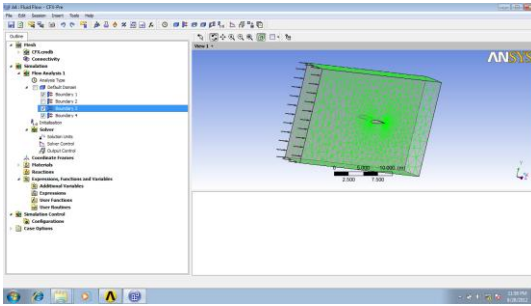 A6 : Fluid Flow - CFX-Pre
File Edit Session Insert Tools Help
Outline
Mesh
CFX.cmdb
Connectivity
Simulation
Flow Analysis 1
Analysis Type
Default Domain
Boundary 1
Boundary 2
Boundary 3
Boundary 4
Initialisation
Solver
Solution Units
Solver Control
Output Control
Coordinate Frames
Materials
Reactions
Expressions, Functions and Variables
Additional Variables
Expressions
User Functions
User Routines
Simulation Control
Configurations
Case Options
View 1
ANSYS
0 5.000 10.000 (m)
2.500 7.500